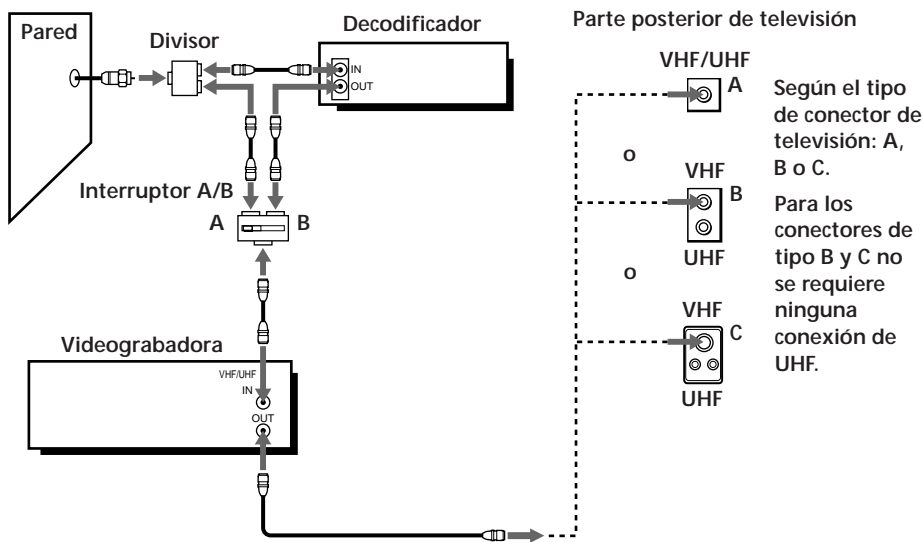 Pared
Divisor
Decodificador
IN
OUT
Interruptor A/B
A
B
Videograbadora
VHF/UHF
IN
OUT
Parte posterior de televisión
VHF/UHF
A
o
VHF
B
UHF
o
VHF
C
UHF
Según el tipo
de conector de
televisión: A,
B o C.
Para los
conectores de
tipo B y C no
se requiere
ninguna
conexión de
UHF.